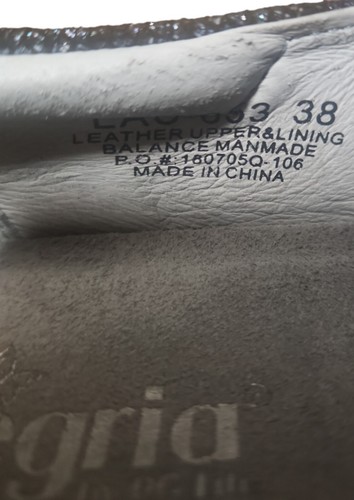 38
LEATHER UPPER&LINING
BALANCE MANMADE
P.O.#:160705Q-106
MADE IN CHINA
egria